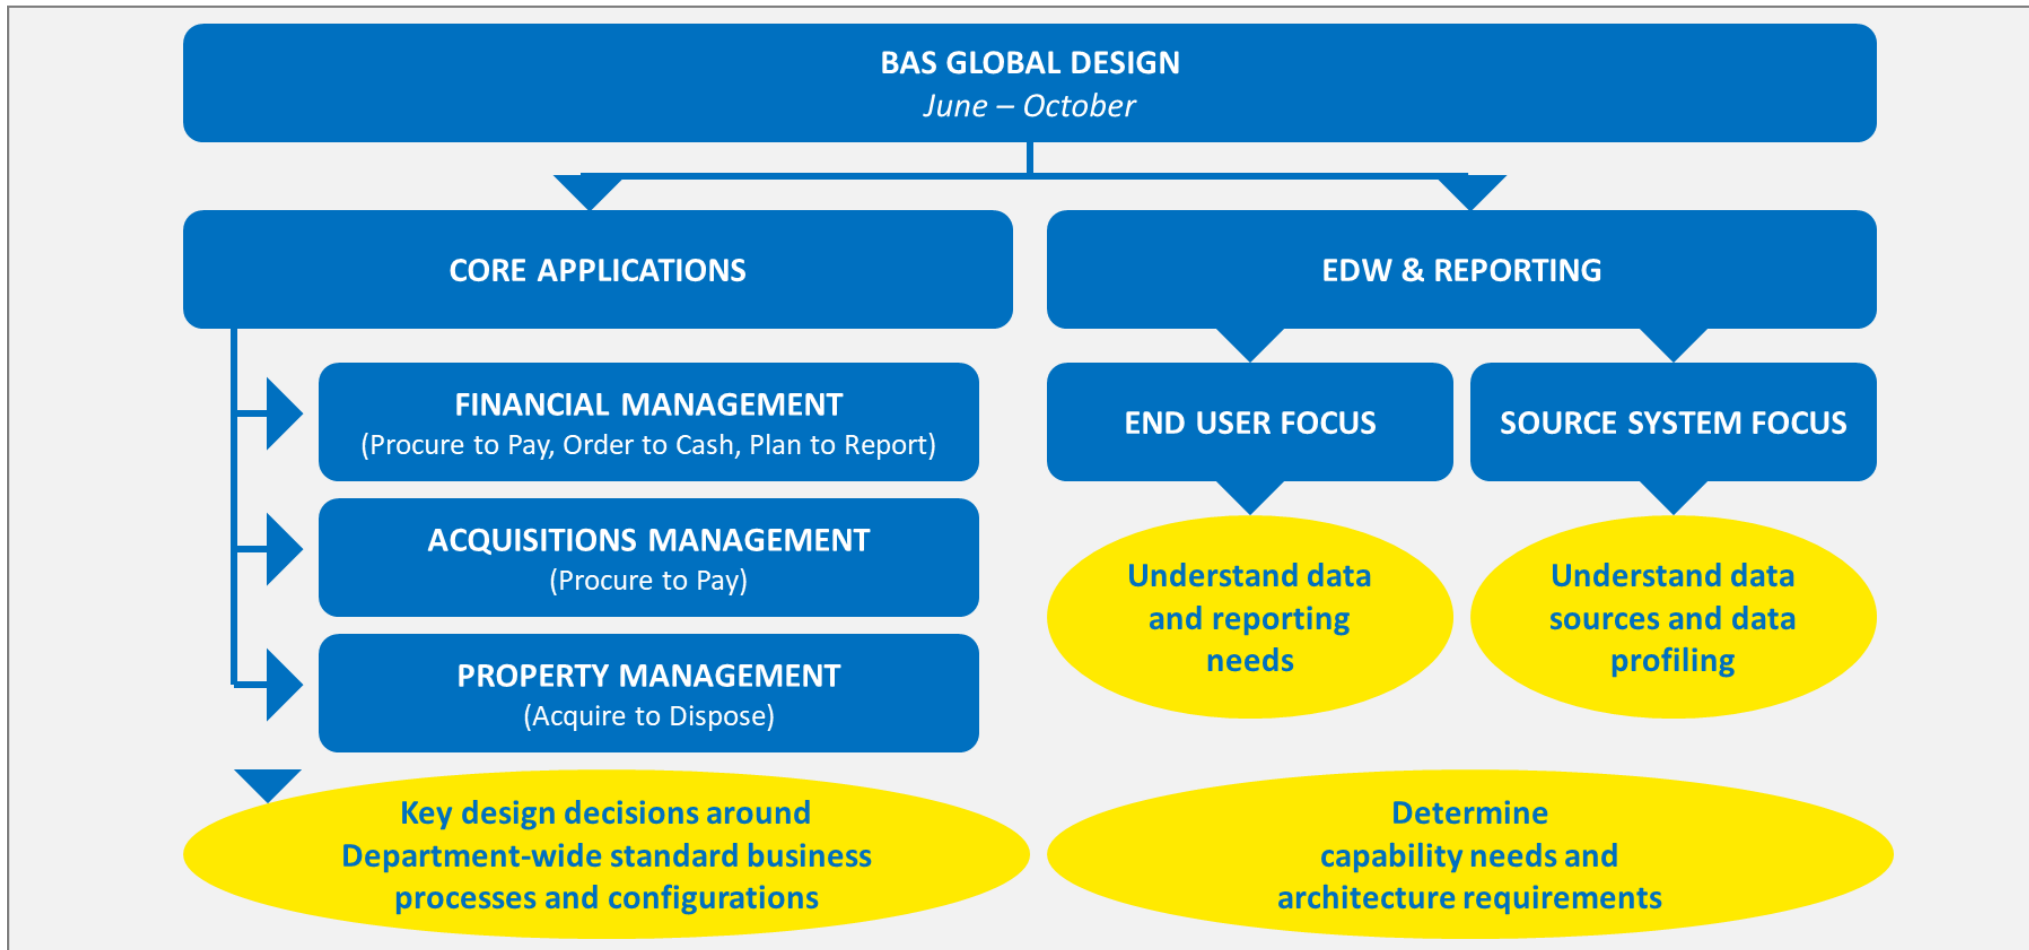 BAS GLOBAL DESIGN
June – October
CORE APPLICATIONS
FINANCIAL MANAGEMENT
(Procure to Pay, Order to Cash, Plan to Report)
ACQUISITIONS MANAGEMENT
(Procure to Pay)
PROPERTY MANAGEMENT
(Acquire to Dispose)
Key design decisions around
Department-wide standard business
processes and configurations
EDW & REPORTING
END USER FOCUS
Understand data
and reporting
needs
SOURCE SYSTEM FOCUS
Understand data
sources and data
profiling
Determine
capability needs and
architecture requirements